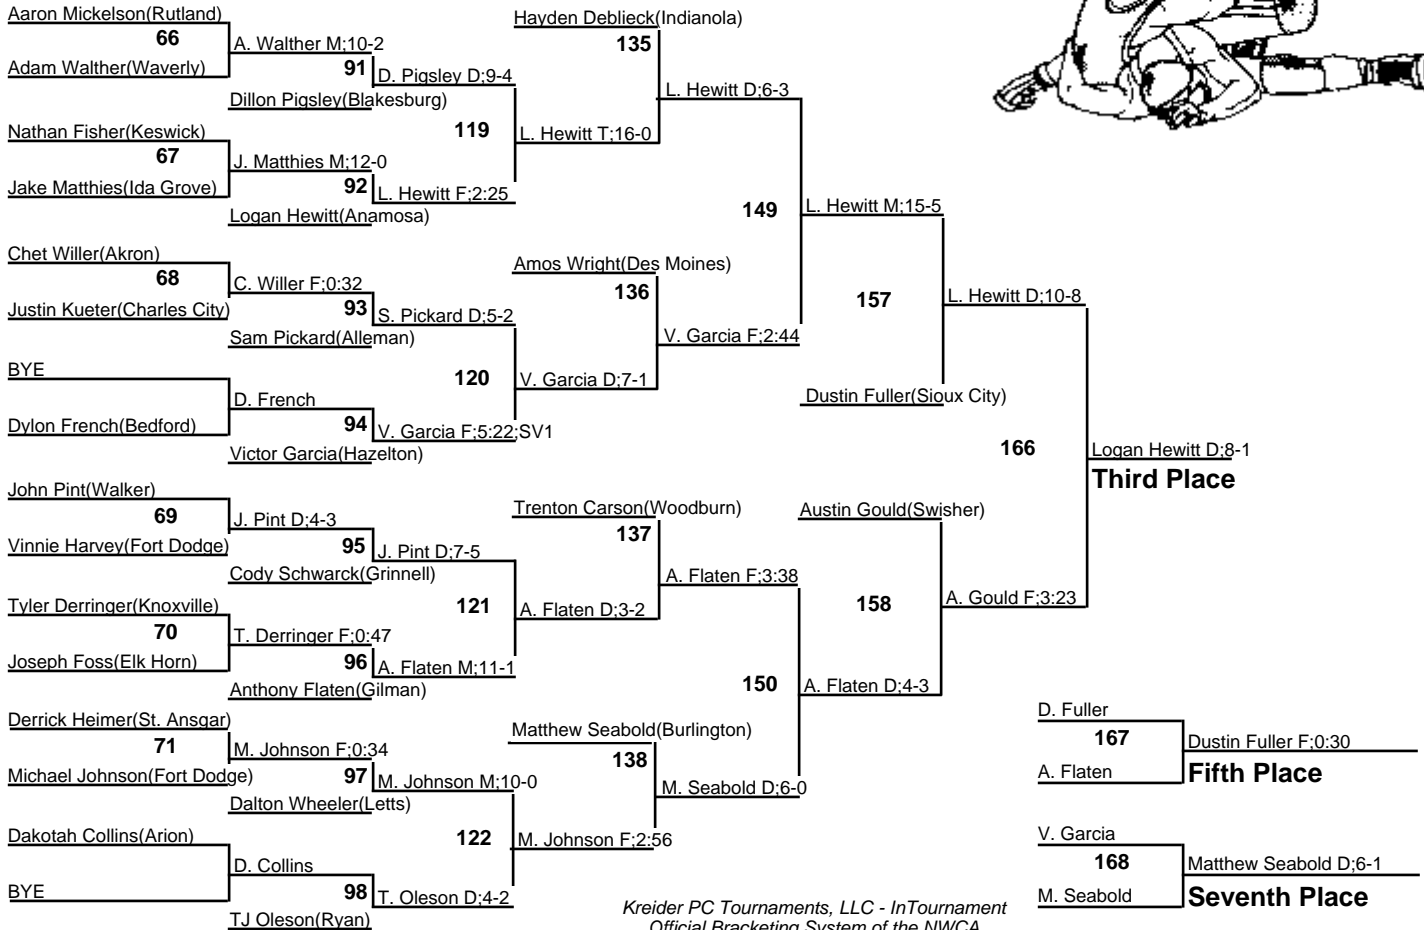 Aaron Mickelson(Rutland)
66
Adam Walther(Waverly)
A. Walther M;10-2
91
Dillon Pigsley(Blakesburg)
D. Pigsley D;9-4
Nathan Fisher(Keswick)
67
Jake Matthies(Ida Grove)
J. Matthies M;12-0
92
Logan Hewitt(Anamosa)
L. Hewitt F;2:25
119
L. Hewitt T;16-0
Hayden Deblieck(Indianola)
135
L. Hewitt D;6-3
Chet Willer(Akron)
68
Justin Kueter(Charles City)
C. Willer F;0:32
93
Sam Pickard(Alleman)
S. Pickard D;5-2
BYE
Dylon French(Bedford)
D. French
94
Victor Garcia(Hazelton)
V. Garcia F;5:22;SV1
120
V. Garcia D;7-1
Amos Wright(Des Moines)
136
V. Garcia F;2:44
149
L. Hewitt M;15-5
157
Dustin Fuller(Sioux City)
L. Hewitt D;10-8
John Pint(Walker)
69
Vinnie Harvey(Fort Dodge)
J. Pint D;4-3
95
Cody Schwarck(Grinnell)
J. Pint D;7-5
Tyler Derringer(Knoxville)
70
Joseph Foss(Elk Horn)
T. Derringer F;0:47
96
Anthony Flaten(Gilman)
A. Flaten M;11-1
121
A. Flaten D;3-2
Trenton Carson(Woodburn)
137
A. Flaten F;3:38
Derrick Heimer(St. Ansgar)
71
Michael Johnson(Fort Dodge)
M. Johnson F;0:34
97
Dalton Wheeler(Letts)
M. Johnson M;10-0
Dakotah Collins(Arion)
BYE
D. Collins
98
TJ Oleson(Ryan)
T. Oleson D;4-2
122
M. Johnson F;2:56
Matthew Seabold(Burlington)
138
M. Seabold D;6-0
150
A. Flaten D;4-3
Austin Gould(Swisher)
158
A. Gould F;3:23
166
Logan Hewitt D;8-1
Third Place
D. Fuller
167
A. Flaten
Dustin Fuller F;0:30
Fifth Place
V. Garcia
168
M. Seabold
Matthew Seabold D;6-1
Seventh Place
Kreider PC Tournaments, LLC - InTournament
Official Bracketing System of the NWCA